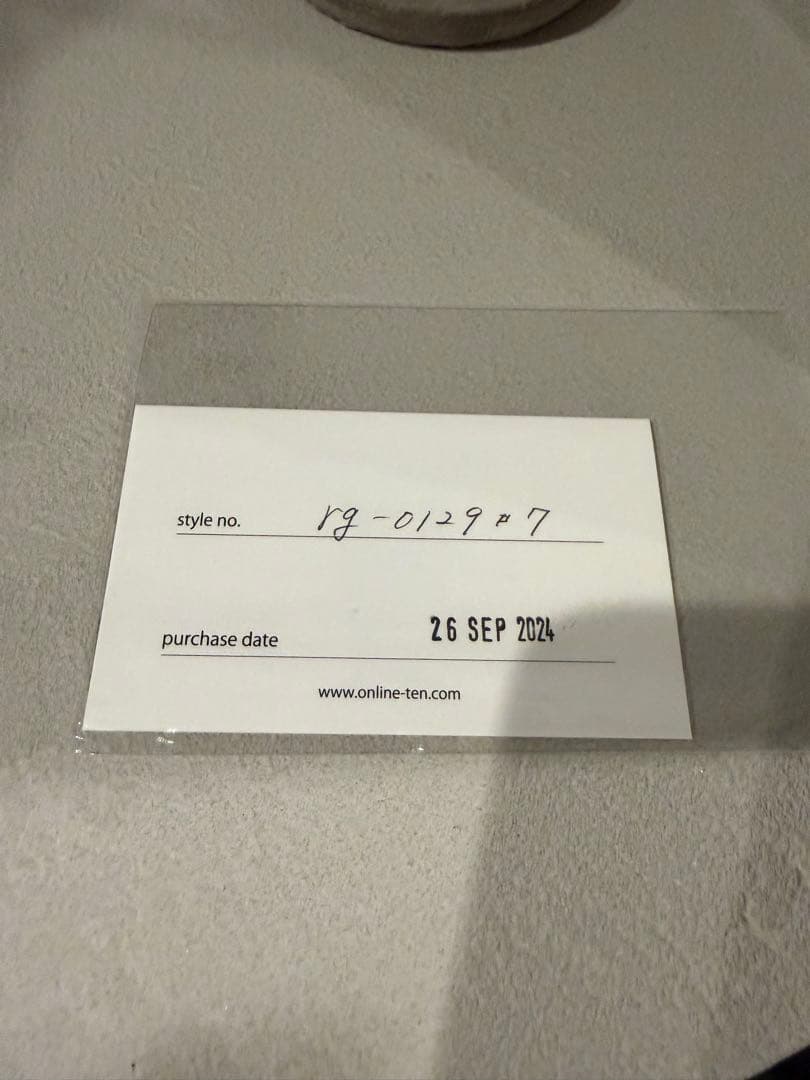 style no. rg-0129 #7
purchase date 26 SEP 2024
www.online-ten.com